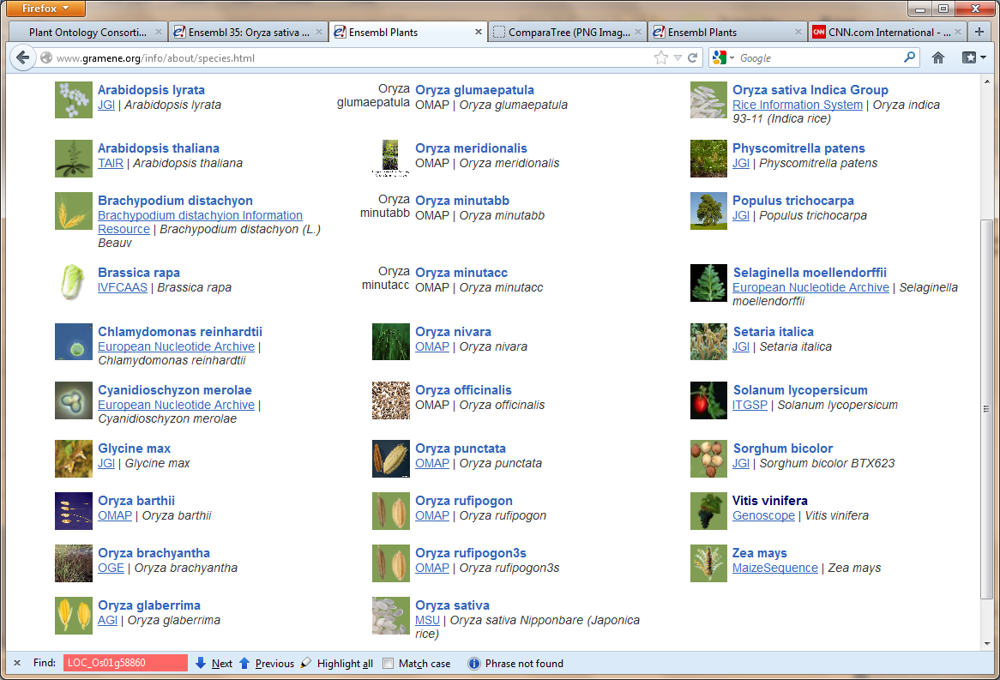 Firefox
Plant Ontology Consorti...
Ensembl 35: Oryza sativa ...
Ensembl Plants
ComparaTree (PNG Imag...
Ensembl Plants
CNN.com International - ...
www.gramene.org/info/about/species.html
Google
Arabidopsis lyrata
JGI | Arabidopsis lyrata
Arabidopsis thaliana
TAIR | Arabidopsis thaliana
Brachypodium distachyon
Brachypodium distachyion Information
Resource | Brachypodium distachyon (L.)
Beauv
Brassica rapa
IVFCAAS | Brassica rapa
Chlamydomonas reinhardtii
European Nucleotide Archive |
Chlamydomonas reinhardtii
Cyanidioschyzon merolae
European Nucleotide Archive |
Cyanidioschyzon merolae
Glycine max
JGI | Glycine max
Oryza barthii
OMAP | Oryza barthii
Oryza brachyantha
OGE | Oryza brachyantha
Oryza glaberrima
AGI | Oryza glaberrima
Oryza
glumaepatula
Oryza glumaepatula
OMAP | Oryza glumaepatula
Oryza meridionalis
OMAP | Oryza meridionalis
Oryza
minutabb
Oryza minutabb
OMAP | Oryza minutabb
Oryza
minutacc
Oryza minutacc
OMAP | Oryza minutacc
Oryza nivara
OMAP | Oryza nivara
Oryza officinalis
OMAP | Oryza officinalis
Oryza punctata
OMAP | Oryza punctata
Oryza rufipogon
OMAP | Oryza rufipogon
Oryza rufipogon3s
OMAP | Oryza rufipogon3s
Oryza sativa
MSU | Oryza sativa Nipponbare (Japonica
rice)
Oryza sativa Indica Group
Rice Information System | Oryza indica
93-11 (Indica rice)
Physcomitrella patens
JGI | Physcomitrella patens
Populus trichocarpa
JGI | Populus trichocarpa
Selaginella moellendorffii
European Nucleotide Archive | Selaginella
moellendorffii
Setaria italica
JGI | Setaria italica
Solanum lycopersicum
ITGSP | Solanum lycopersicum
Sorghum bicolor
JGI | Sorghum bicolor BTX623
Vitis vinifera
Genoscope | Vitis vinifera
Zea mays
MaizeSequence | Zea mays
Find: LOC_Os01g58860 Next Previous Highlight all Match case Phrase not found